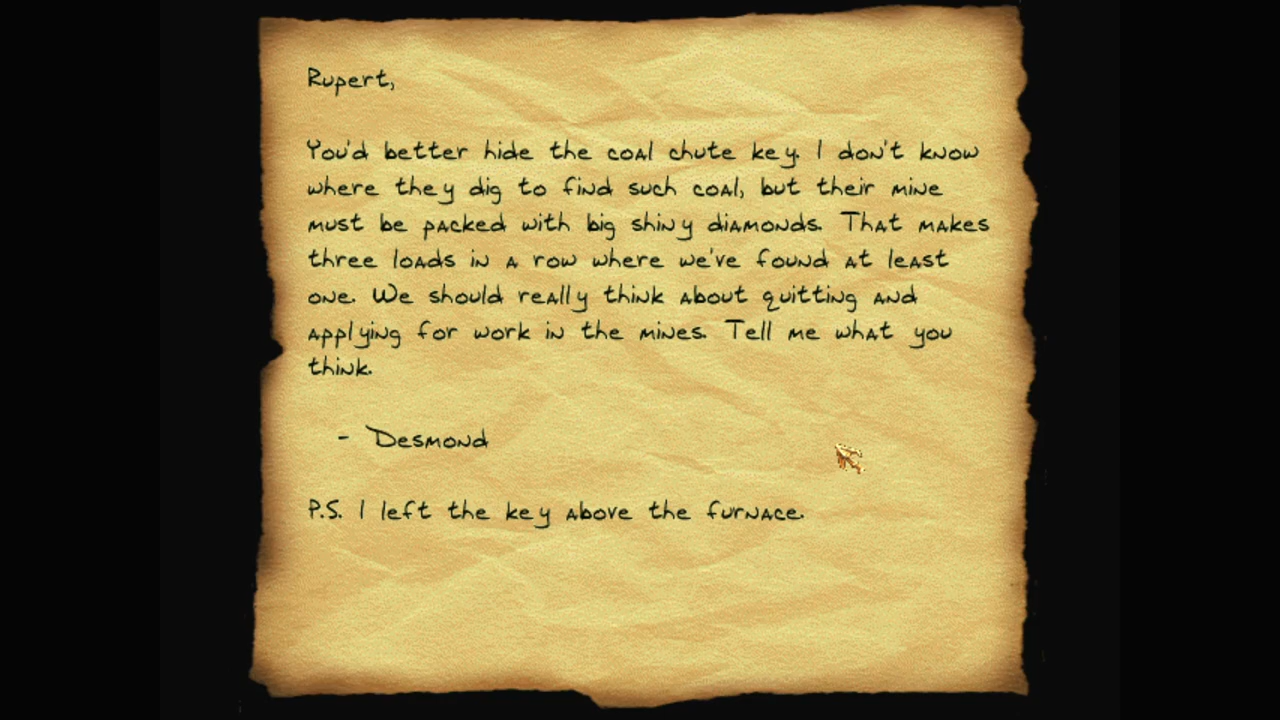 Rupert,
You'd better hide the coal chute key. I don't know
where they dig to find such coal, but their mine
must be packed with big shiny diamonds. That makes
three loads in a row where we've found at least
one. We should really think about quitting and
applying for work in the mines. Tell me what you
think.
- Desmond
P.S. I left the key above the furnace.